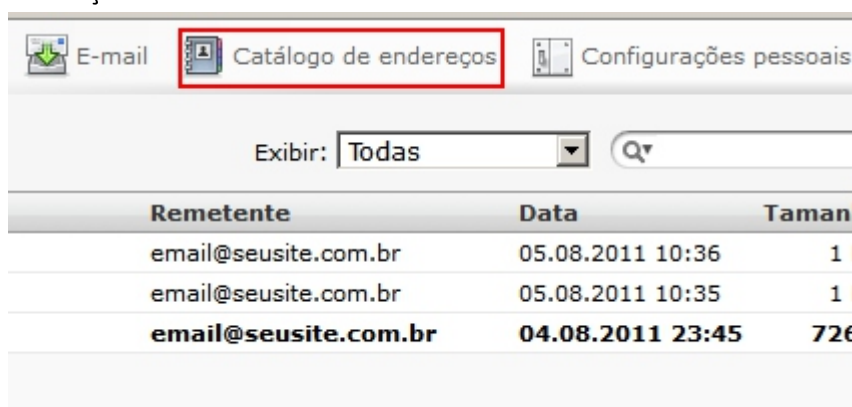 E-mail Catálogo de endereços Configurações pessoais
Exibir: Todas
Remetente Data Taman
email@seusite.com.br 05.08.2011 10:36 1
email@seusite.com.br 05.08.2011 10:35 1
email@seusite.com.br 04.08.2011 23:45 726